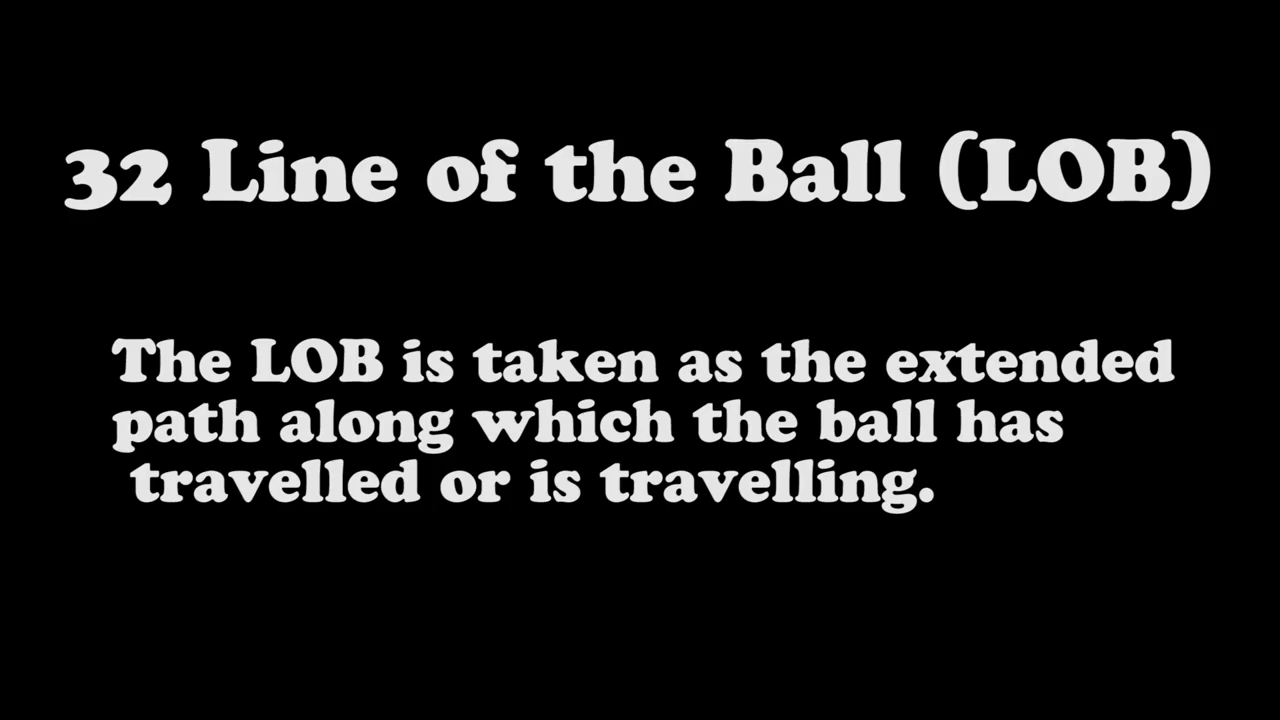 32 Line of the Ball (LOB)
The LOB is taken as the extended
path along which the ball has
travelled or is travelling.